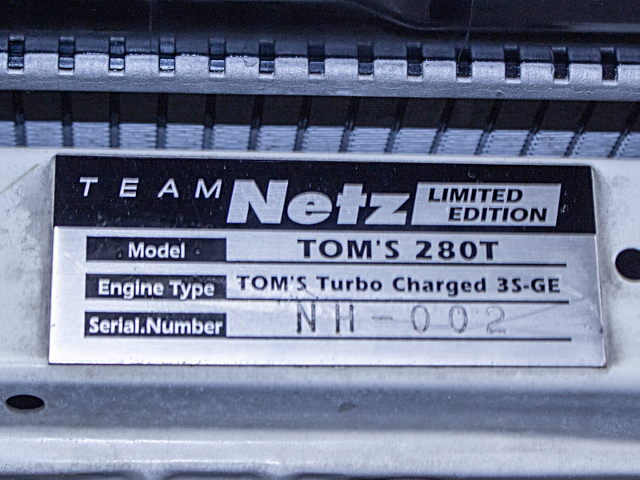 TEAM Netz LIMITED EDITION
Model TOM'S 280T
Engine Type TOM'S Turbo Charged 3S-GE
Serial.Number NH-002